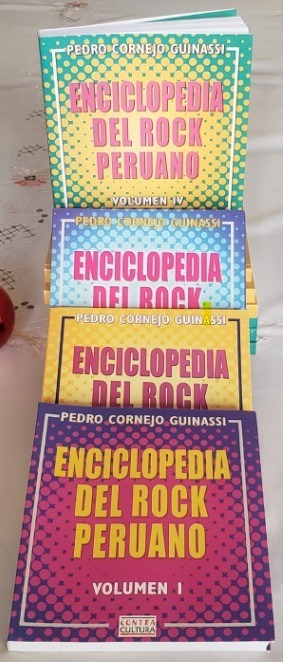 PEDRO CORNEJO GUINASSI
ENCICLOPEDIA
DEL ROCK
PERUANO
VOLUMEN IV
PEDRO CORNEJO GUINASSI
ENCICLOPEDIA
DEL ROCK
PEDRO CORNEJO GUINASSI
ENCICLOPEDIA
DEL ROCK
PEDRO CORNEJO GUINASSI
ENCICLOPEDIA
DEL ROCK
PERUANO
VOLUMEN I
CONTRA
CULTURA